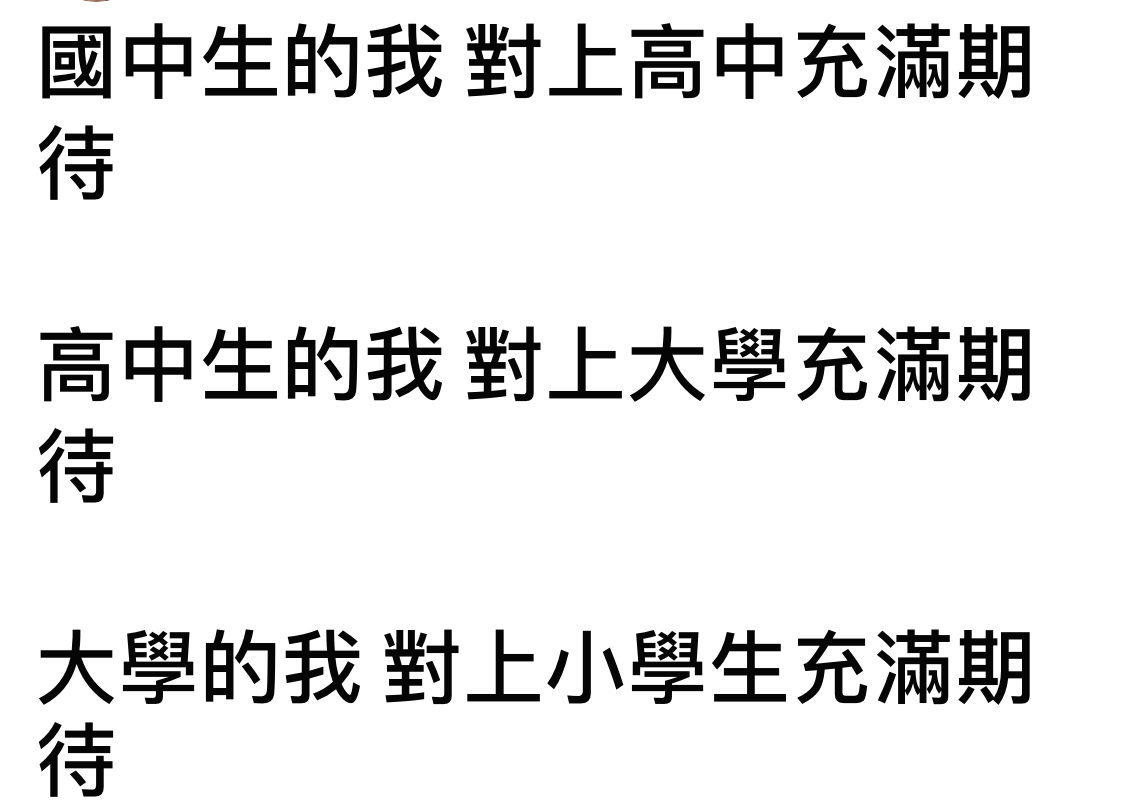 國中生的我 對上高中充滿期
待
高中生的我 對上大學充滿期
待
大學的我 對上小學生充滿期
待